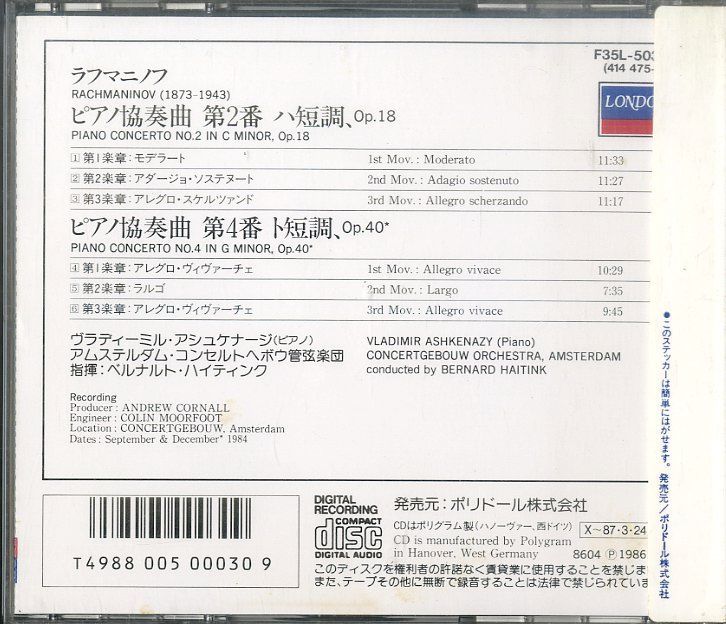 F35L-503
(414 475-
LONDO
ラフマニノフ
RACHMANINOV (1873-1943)
ピアノ協奏曲 第2番 ハ短調、Op.18
PIANO CONCERTO NO.2 IN C MINOR, Op.18
1 第1楽章:モデラート 1st Mov.: Moderato 11:33
2 第2楽章:アダージョ・ソステヌート 2nd Mov.: Adagio sostenuto 11:27
3 第3楽章:アレグロ・スケルツァンド 3rd Mov.: Allegro scherzando 11:17
ピアノ協奏曲 第4番 ト短調、Op.40*
PIANO CONCERTO NO.4 IN G MINOR, Op.40*
4 第1楽章:アレグロ・ヴィヴァーチェ 1st Mov.: Allegro vivace 10:29
5 第2楽章:ラルゴ 2nd Mov.: Largo 7:35
6 第3楽章:アレグロ・ヴィヴァーチェ 3rd Mov.: Allegro vivace 9:45
ヴラディーミル・アシュケナージ(ピアノ)
アムステルダム・コンセルトヘボウ管弦楽団
指揮:ベルナルト・ハイティンク
VLADIMIR ASHKENAZY (Piano)
CONCERTGEBOUW ORCHESTRA, AMSTERDAM
conducted by BERNARD HAITINK
Recording
Producer: ANDREW CORNALL
Engineer: COLIN MOORFOOT
Location: CONCERTGEBOUW, Amsterdam
Dates: September & December* 1984
T4988 005 00030 9
DIGITAL RECORDING
COMPACT
disc
DIGITAL AUDIO
発売元:ポリドール株式会社
CDはポリグラム製(ハノーヴァー、西ドイツ)
CD is manufactured by Polygram
in Hanover, West Germany
X~87・3・24
8604 Ⓟ 1986
このディスクを権利者の許諾なく賃貸業に使用することを禁じま
また、テープその他に無断で録音することは法律で禁じられていま
●このステッカーは簡単にはがせます。 発売元/ポリドール株式会社